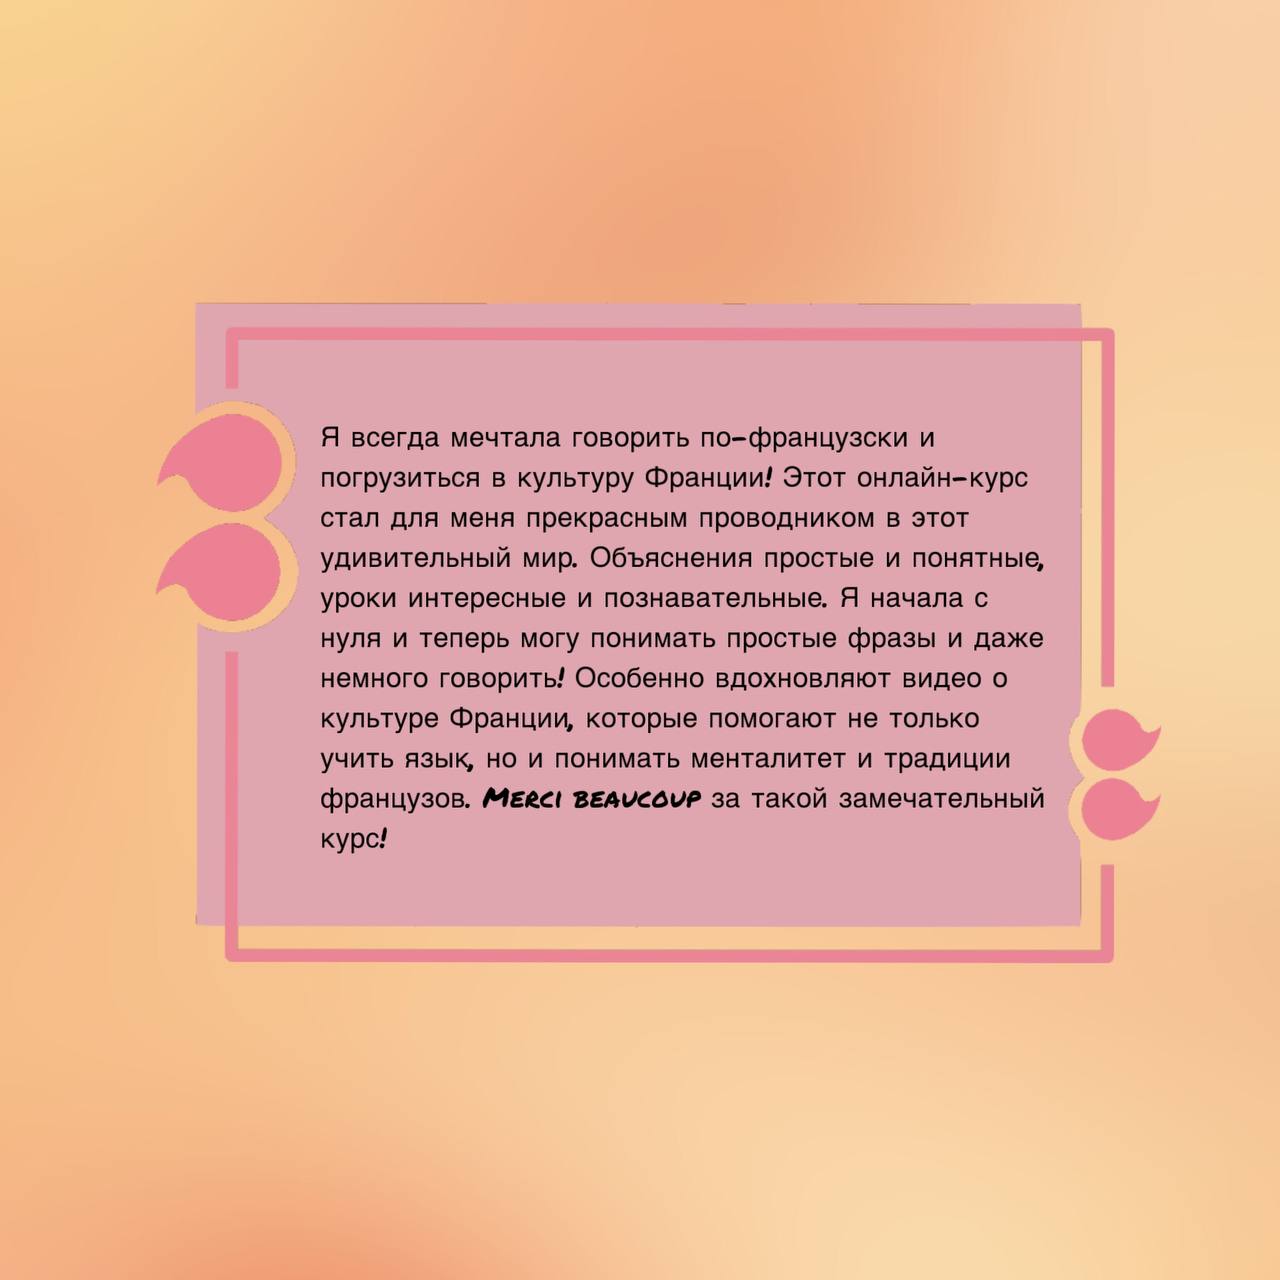 Я всегда мечтала говорить по-французски и
погрузиться в культуру Франции! Этот онлайн-курс
стал для меня прекрасным проводником в этот
удивительный мир. Объяснения простые и понятные,
уроки интересные и познавательные. Я начала с
нуля и теперь могу понимать простые фразы и даже
немного говорить! Особенно вдохновляют видео о
культуре Франции, которые помогают не только
учить язык, но и понимать менталитет и традиции
французов. Merci beaucoup за такой замечательный
курс!